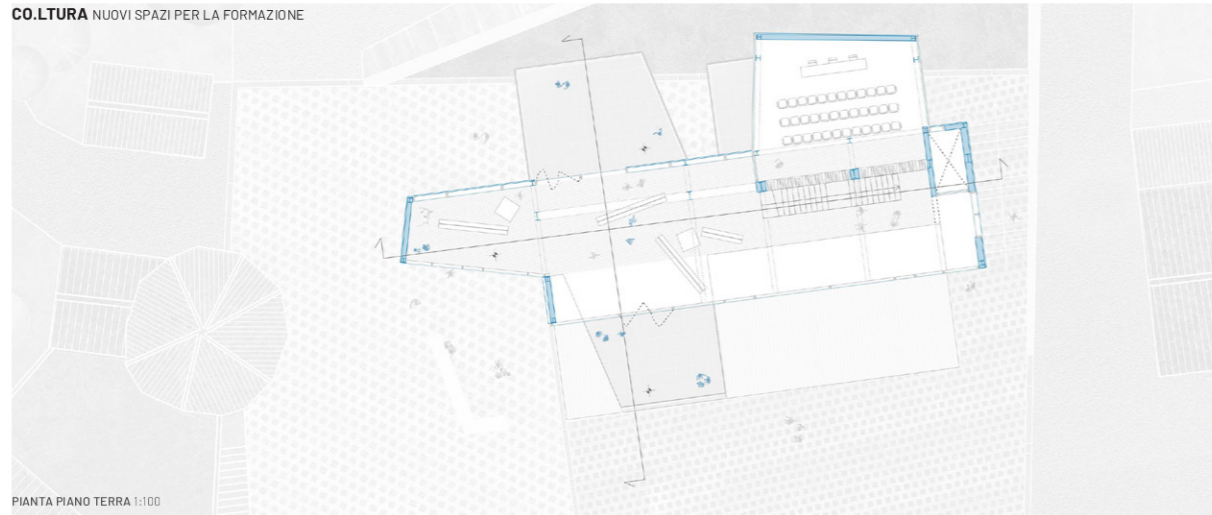 CO.LTURA NUOVI SPAZI PER LA FORMAZIONE
PIANTA PIANO TERRA 1:100